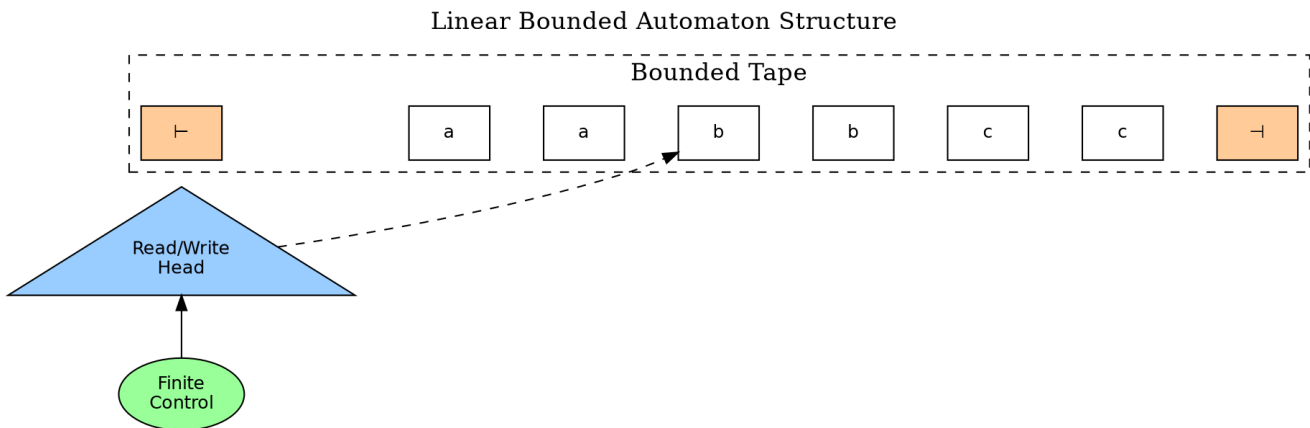 Linear Bounded Automaton Structure
Bounded Tape
⊢ a a b b c c ⊣
Read/Write
Head
Finite
Control